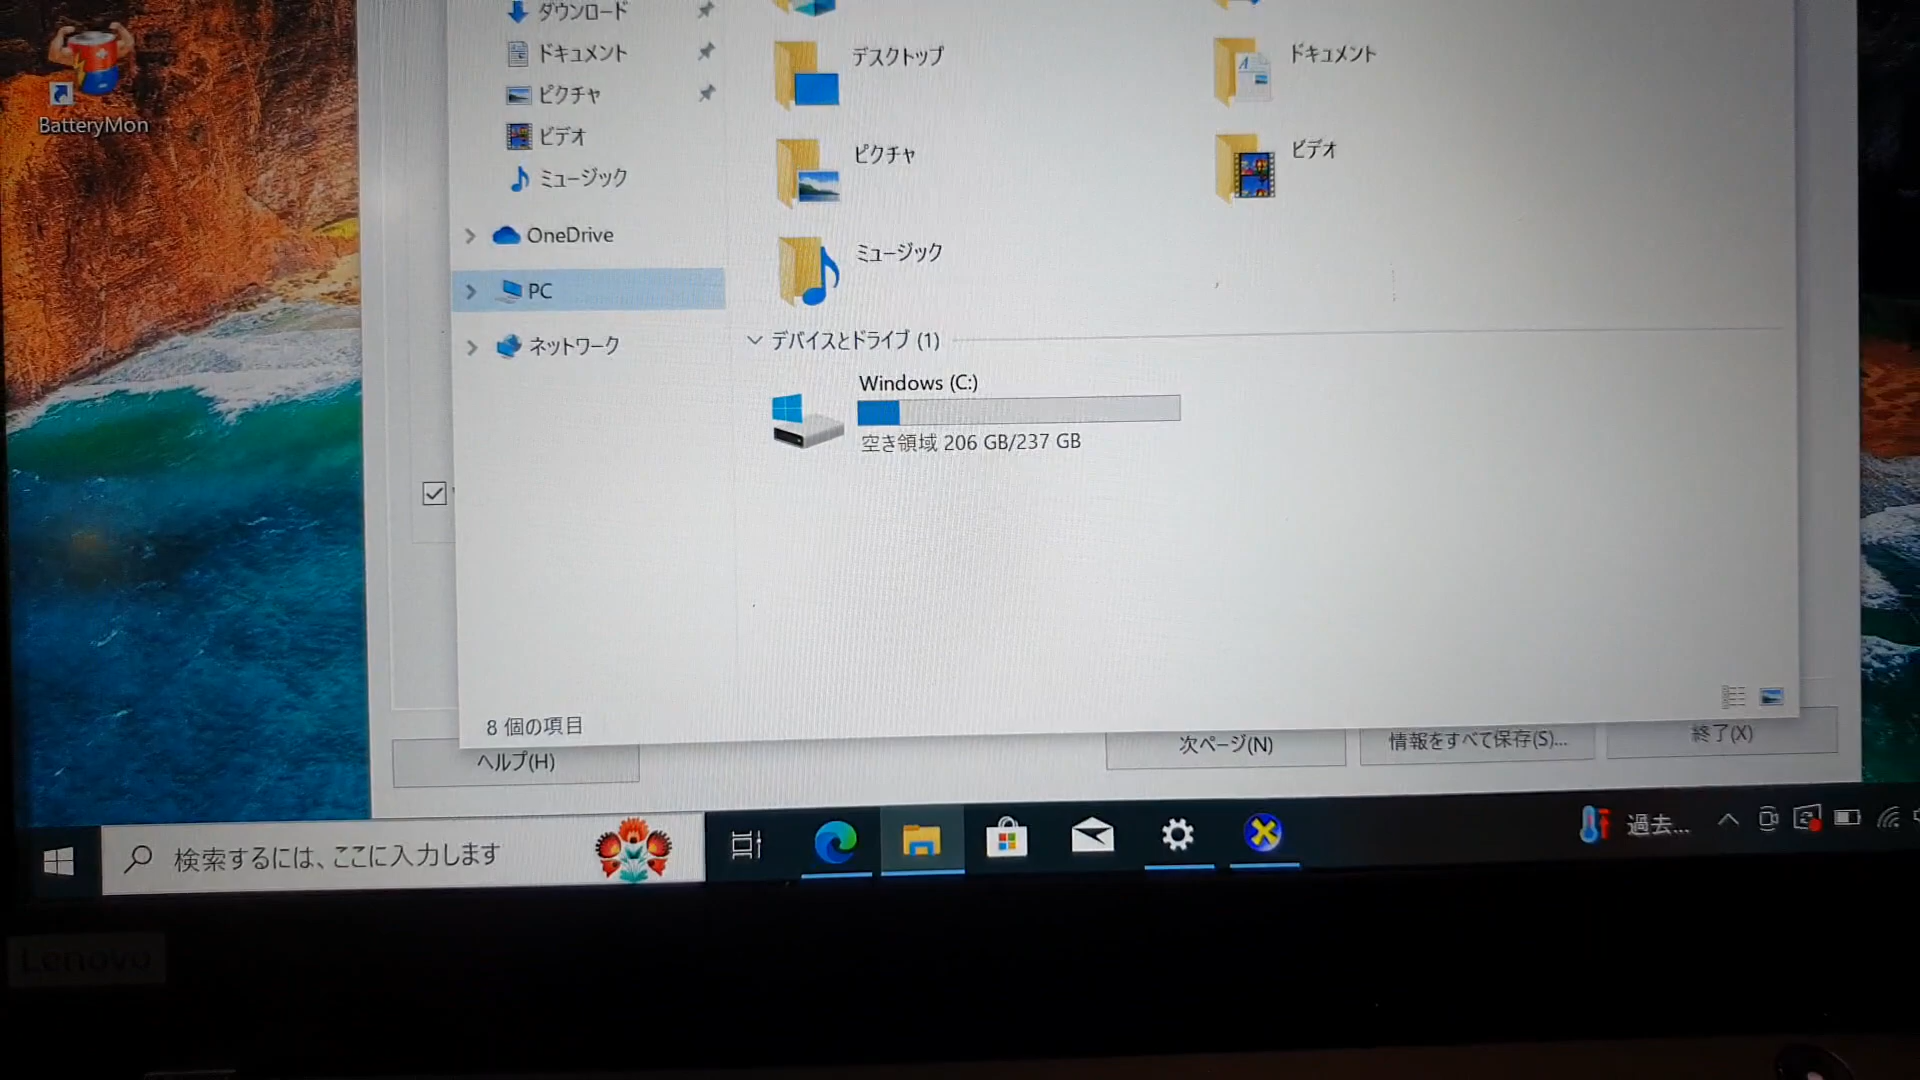 ダウンロード
ドキュメント
ピクチャ
ビデオ
ミュージック
OneDrive
PC
ネットワーク
デスクトップ
ドキュメント
ピクチャ
ビデオ
ミュージック
デバイスとドライブ (1)
Windows (C:)
空き領域 206 GB/237 GB
8 個の項目
BatteryMon
ヘルプ(H)
次ページ(N)
情報をすべて保存(S)...
終了(X)
検索するには、ここに入力します
過去...
Lenovo